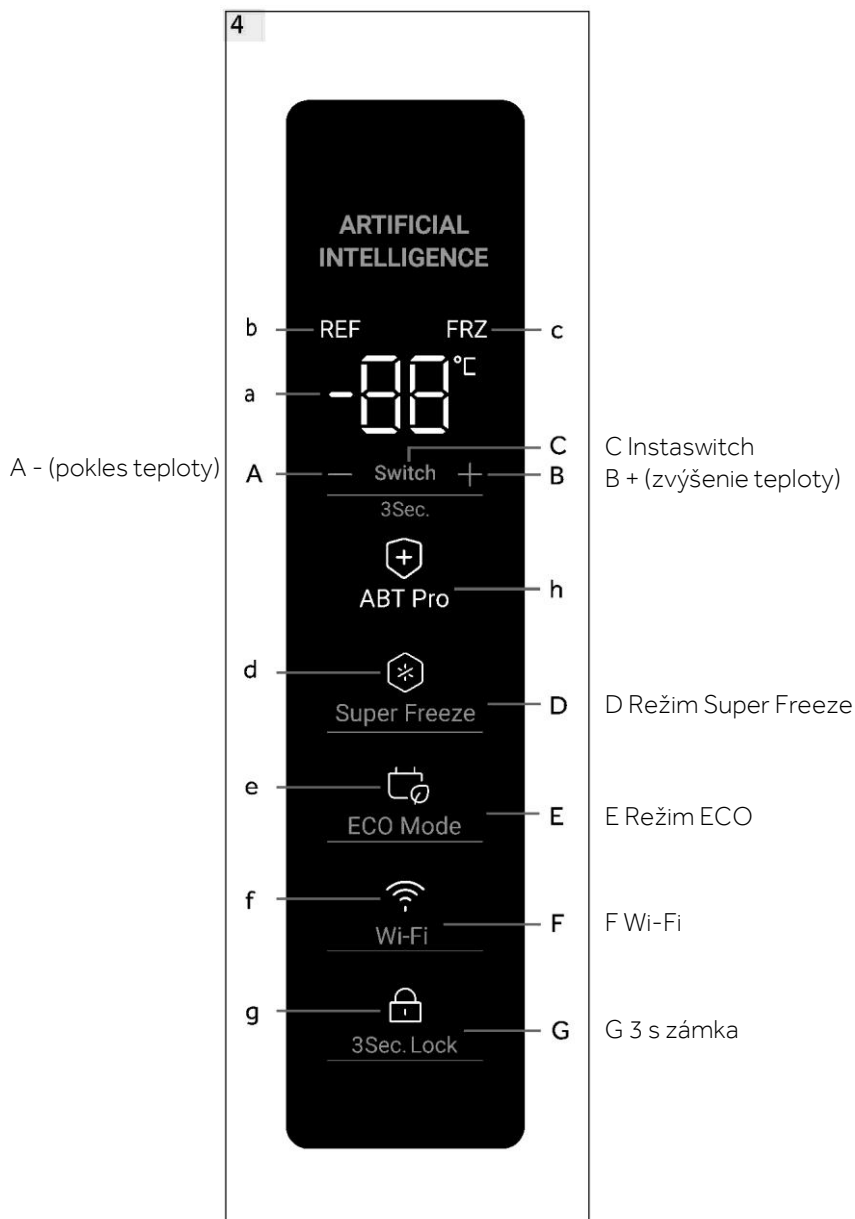 4
ARTIFICIAL
INTELLIGENCE
b REF FRZ c
a -88 °C
C C Instaswitch
A - (pokles teploty) A — Switch + B B + (zvýšenie teploty)
3Sec.
ABT Pro h
d
Super Freeze D D Režim Super Freeze
e
ECO Mode E E Režim ECO
f
Wi-Fi F F Wi-Fi
g
3Sec. Lock G G 3 s zámka